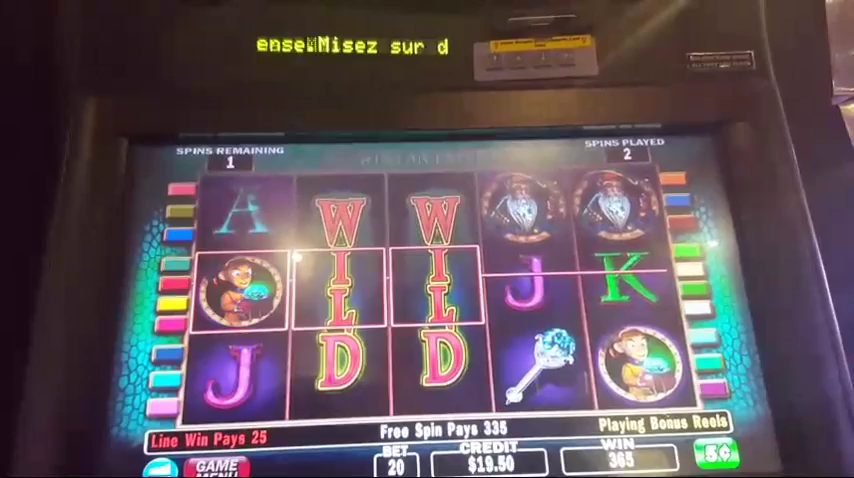 ense Misez sur d
SPINS REMAINING
1
SPINS PLAYED
2
A
WILD
WILD
J
K
J
Line Win Pays 25
Free Spin Pays 335
Playing Bonus Reels
BET
20
CREDIT
$19.50
WIN
365
5¢
GAME
MENU